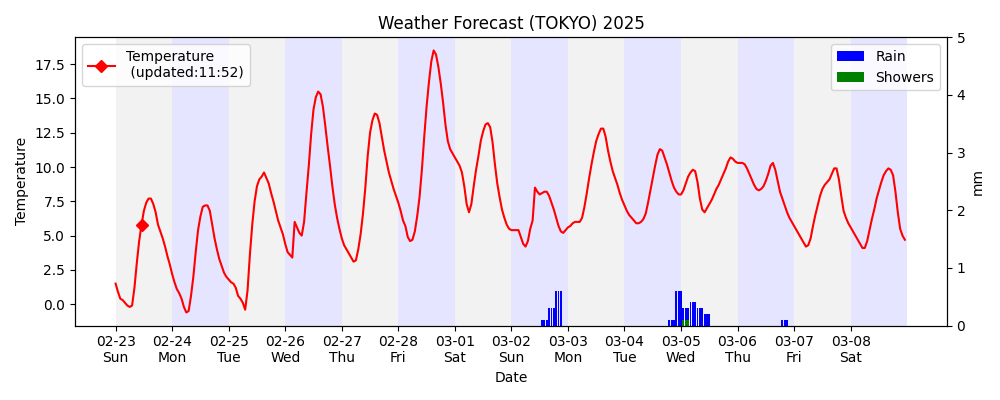 Weather Forecast (TOKYO) 2025
Temperature
(updated:11:52)
Rain
Showers
17.5
15.0
12.5
10.0
7.5
5.0
2.5
0.0
Temperature
5
4
3
2
1
0
mm
02-23 02-24 02-25 02-26 02-27 02-28 03-01 03-02 03-03 03-04 03-05 03-06 03-07 03-08
Sun Mon Tue Wed Thu Fri Sat Sun Mon Tue Wed Thu Fri Sat
Date